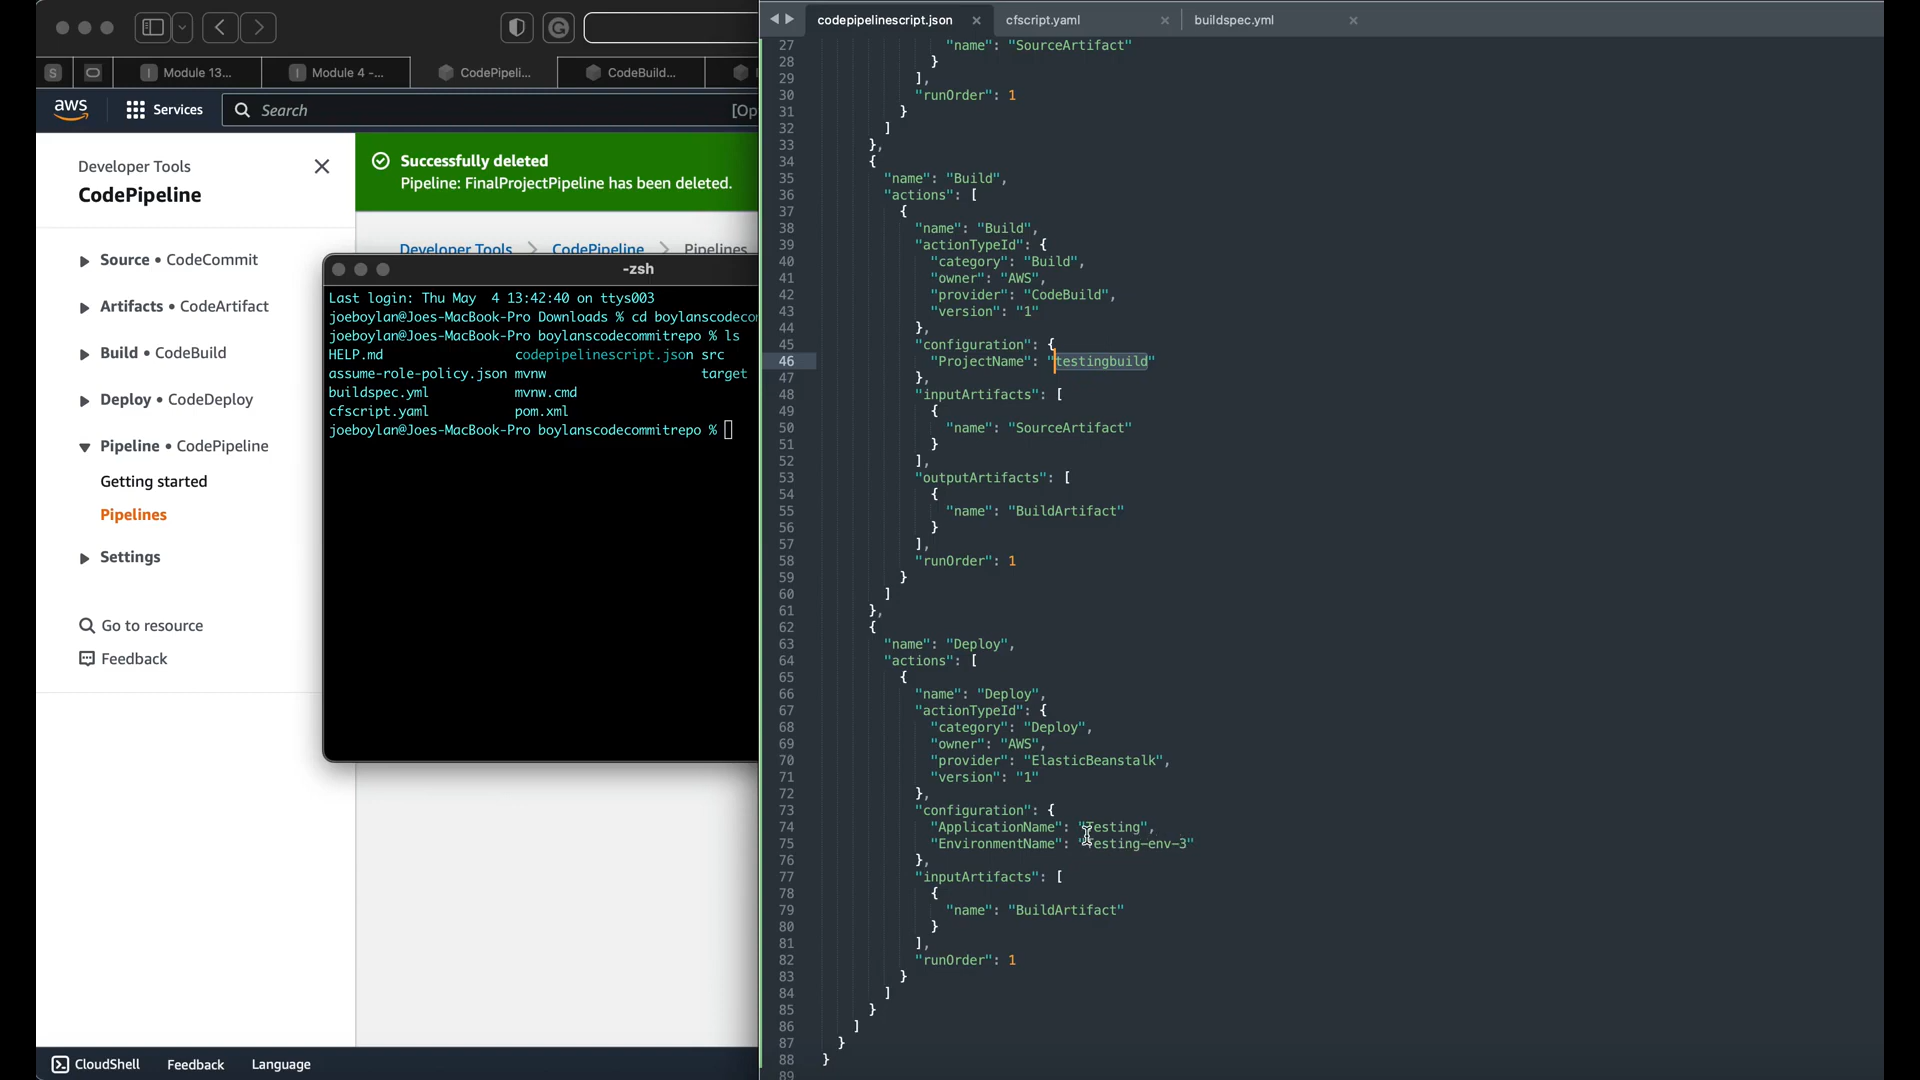 S
Module 13...
Module 4 -...
CodePipeli...
CodeBuild...
aws
Services
Search
[Op
Developer Tools
CodePipeline
Source • CodeCommit
Artifacts • CodeArtifact
Build • CodeBuild
Deploy • CodeDeploy
Pipeline • CodePipeline
Getting started
Pipelines
Settings
Go to resource
Feedback
Successfully deleted
Pipeline: FinalProjectPipeline has been deleted.
Developer Tools
CodePipeline
Pipelines
-zsh
Last login: Thu May  4 13:42:40 on ttys003
joeboylan@Joes-MacBook-Pro Downloads % cd boylanscodecom
joeboylan@Joes-MacBook-Pro boylanscodecommitrepo % ls
HELP.md codepipelinescript.json src
assume-role-policy.json mvnw target
buildspec.yml mvnw.cmd
cfscript.yaml pom.xml
joeboylan@Joes-MacBook-Pro boylanscodecommitrepo %
CloudShell
Feedback
Language
codepipelinescript.json
cfscript.yaml
buildspec.yml
27 "name": "SourceArtifact"
28 }
29 ],
30 "runOrder": 1
31 }
32 ]
33 },
34 {
35 "name": "Build",
36 "actions": [
37 {
38 "name": "Build",
39 "actionTypeId": {
40 "category": "Build",
41 "owner": "AWS",
42 "provider": "CodeBuild",
43 "version": "1"
44 },
45 "configuration": {
46 "ProjectName": "testingbuild"
47 },
48 "inputArtifacts": [
49 {
50 "name": "SourceArtifact"
51 }
52 ],
53 "outputArtifacts": [
54 {
55 "name": "BuildArtifact"
56 }
57 ],
58 "runOrder": 1
59 }
60 ]
61 },
62 {
63 "name": "Deploy",
64 "actions": [
65 {
66 "name": "Deploy",
67 "actionTypeId": {
68 "category": "Deploy",
69 "owner": "AWS",
70 "provider": "ElasticBeanstalk",
71 "version": "1"
72 },
73 "configuration": {
74 "ApplicationName": "Testing",
75 "EnvironmentName": "Testing-env-3"
76 },
77 "inputArtifacts": [
78 {
79 "name": "BuildArtifact"
80 }
81 ],
82 "runOrder": 1
83 }
84 ]
85 }
86 ]
87 }
88 }
89